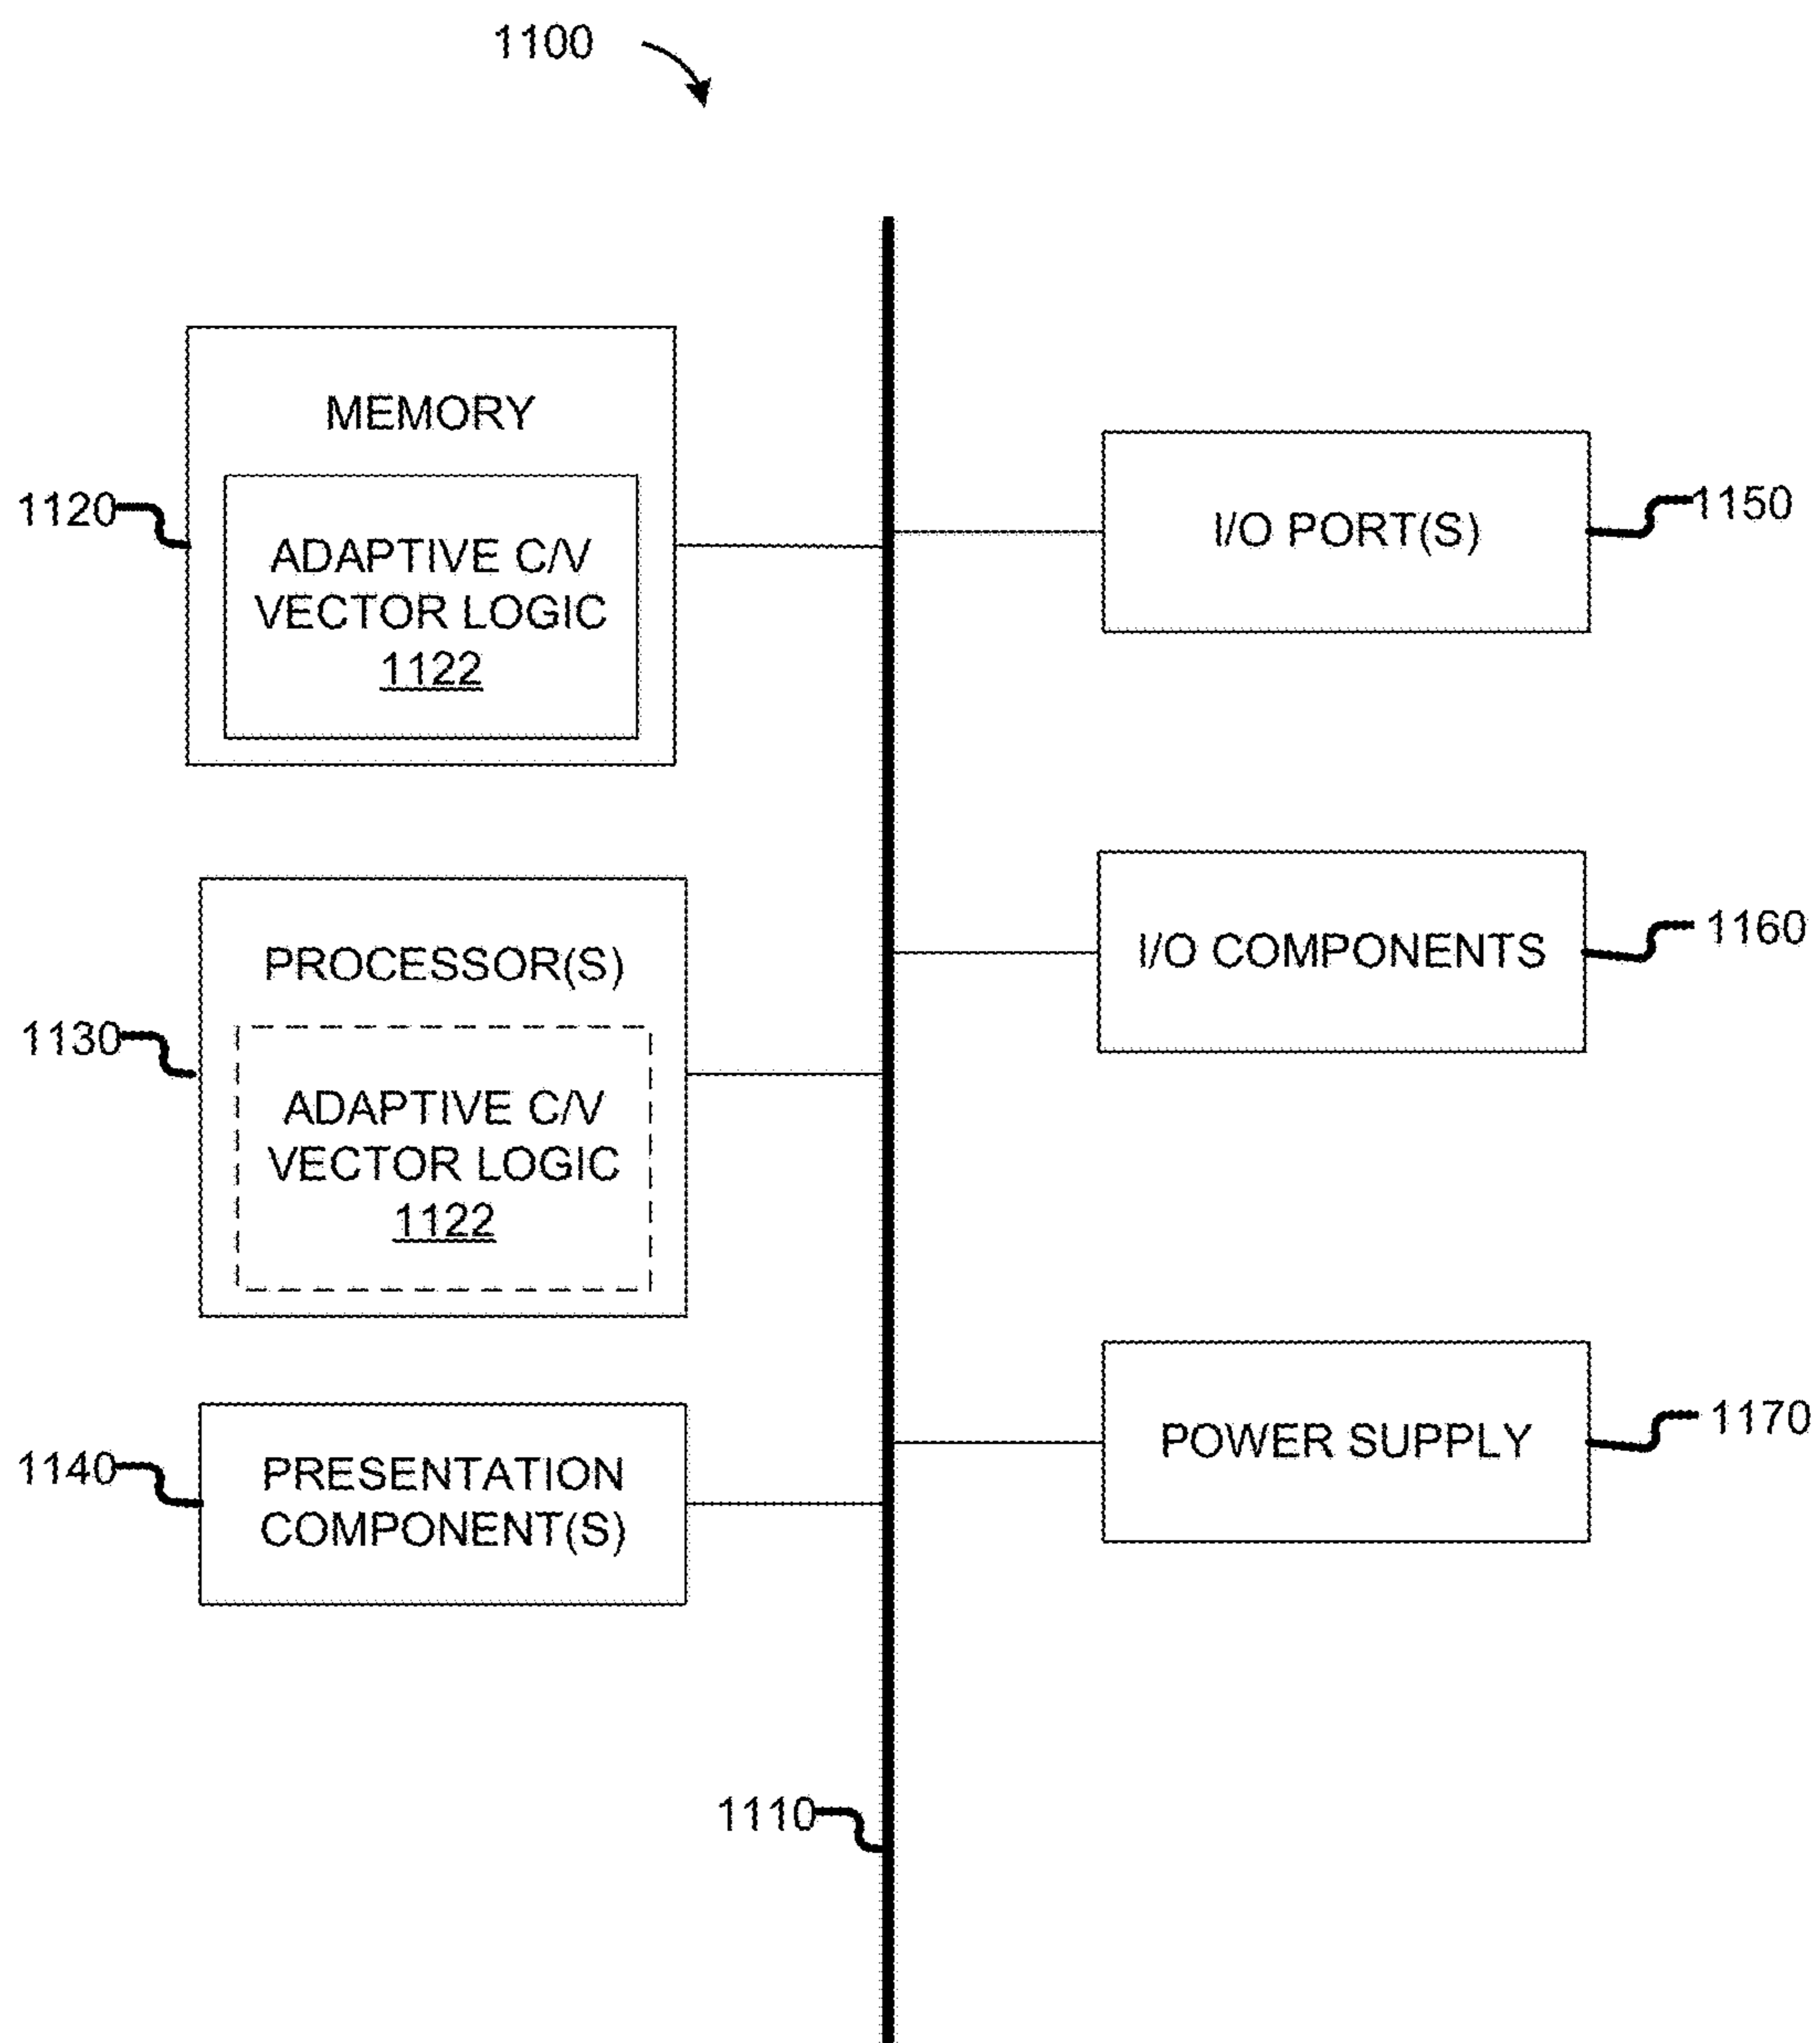 1100
MEMORY
1120
ADAPTIVE C/V
VECTOR LOGIC
1122
I/O PORT(S)
1150
PROCESSOR(S)
1130
ADAPTIVE C/V
VECTOR LOGIC
1122
I/O COMPONENTS
1160
1140
PRESENTATION
COMPONENT(S)
POWER SUPPLY
1170
1110